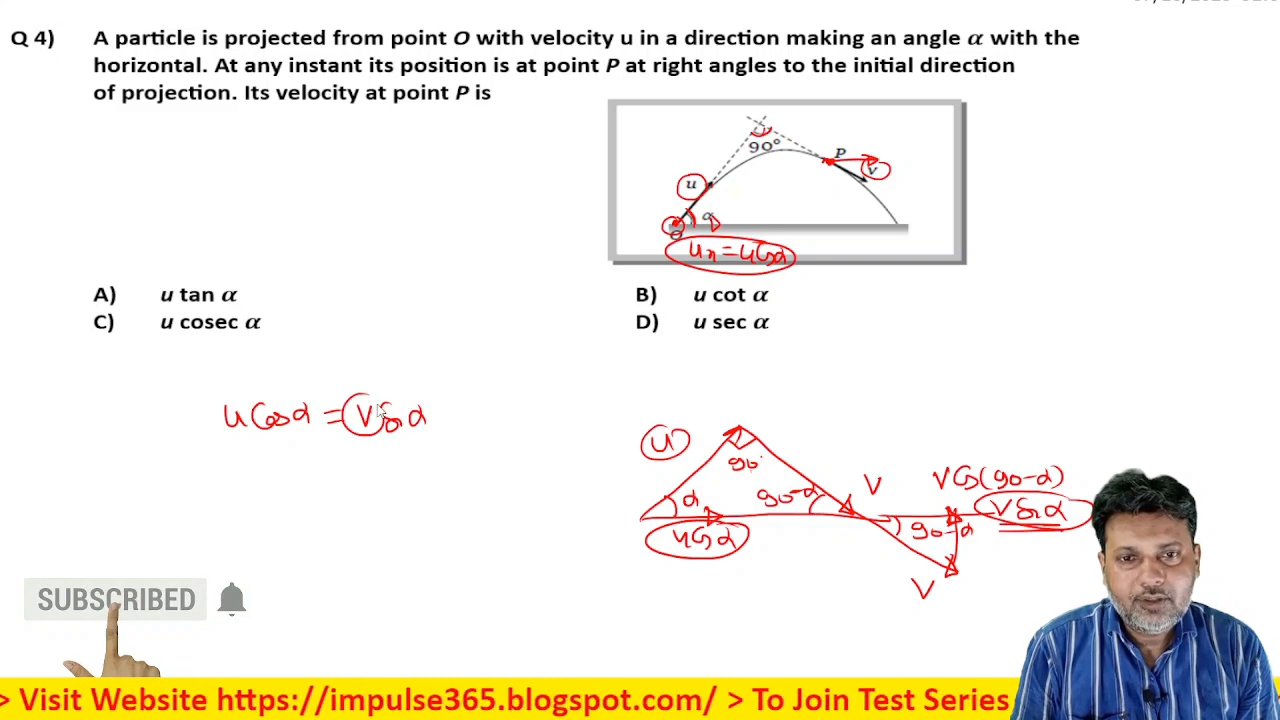 Q 4) A particle is projected from point O with velocity u in a direction making an angle α with the
horizontal. At any instant its position is at point P at right angles to the initial direction
of projection. Its velocity at point P is
90°
P
u
v
α
O
uₓ = u Cos α
A) u tan α
B) u cot α
C) u cosec α
D) u sec α
u Cos α = V Sin α
u
90°
α
90-α
V
V Cos (90-α)
V Sin α
u Cos α
90-α
V
SUBSCRIBED
> Visit Website https://impulse365.blogspot.com/ > To Join Test Series